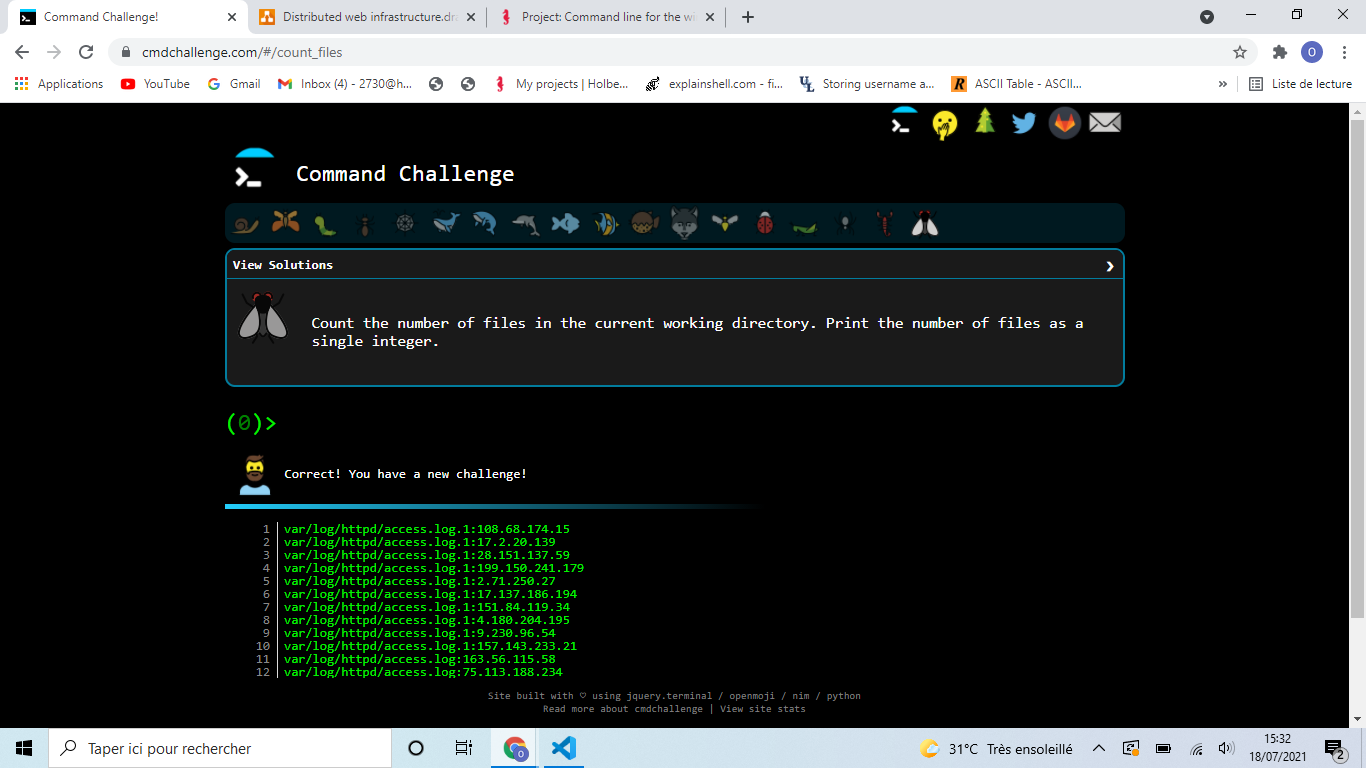 Command Challenge!
Distributed web infrastructure.dra
Project: Command line for the wi
cmdchallenge.com/#/count_files
O
Applications
YouTube
Gmail
Inbox (4) - 2730@h...
My projects | Holbe...
explainshell.com - fi...
Storing username a...
ASCII Table - ASCII...
»
Liste de lecture
Command Challenge
View Solutions
Count the number of files in the current working directory. Print the number of files as a
single integer.
(0)>
Correct! You have a new challenge!
1 var/log/httpd/access.log.1:108.68.174.15
2 var/log/httpd/access.log.1:17.2.20.139
3 var/log/httpd/access.log.1:28.151.137.59
4 var/log/httpd/access.log.1:199.150.241.179
5 var/log/httpd/access.log.1:2.71.250.27
6 var/log/httpd/access.log.1:17.137.186.194
7 var/log/httpd/access.log.1:151.84.119.34
8 var/log/httpd/access.log.1:4.180.204.195
9 var/log/httpd/access.log.1:9.230.96.54
10 var/log/httpd/access.log.1:157.143.233.21
11 var/log/httpd/access.log:163.56.115.58
12 var/log/httpd/access.log:75.113.188.234
Site built with ♡ using jquery.terminal / openmoji / nim / python
Read more about cmdchallenge | View site stats
Taper ici pour rechercher
31°C Très ensoleillé
15:32
18/07/2021
2